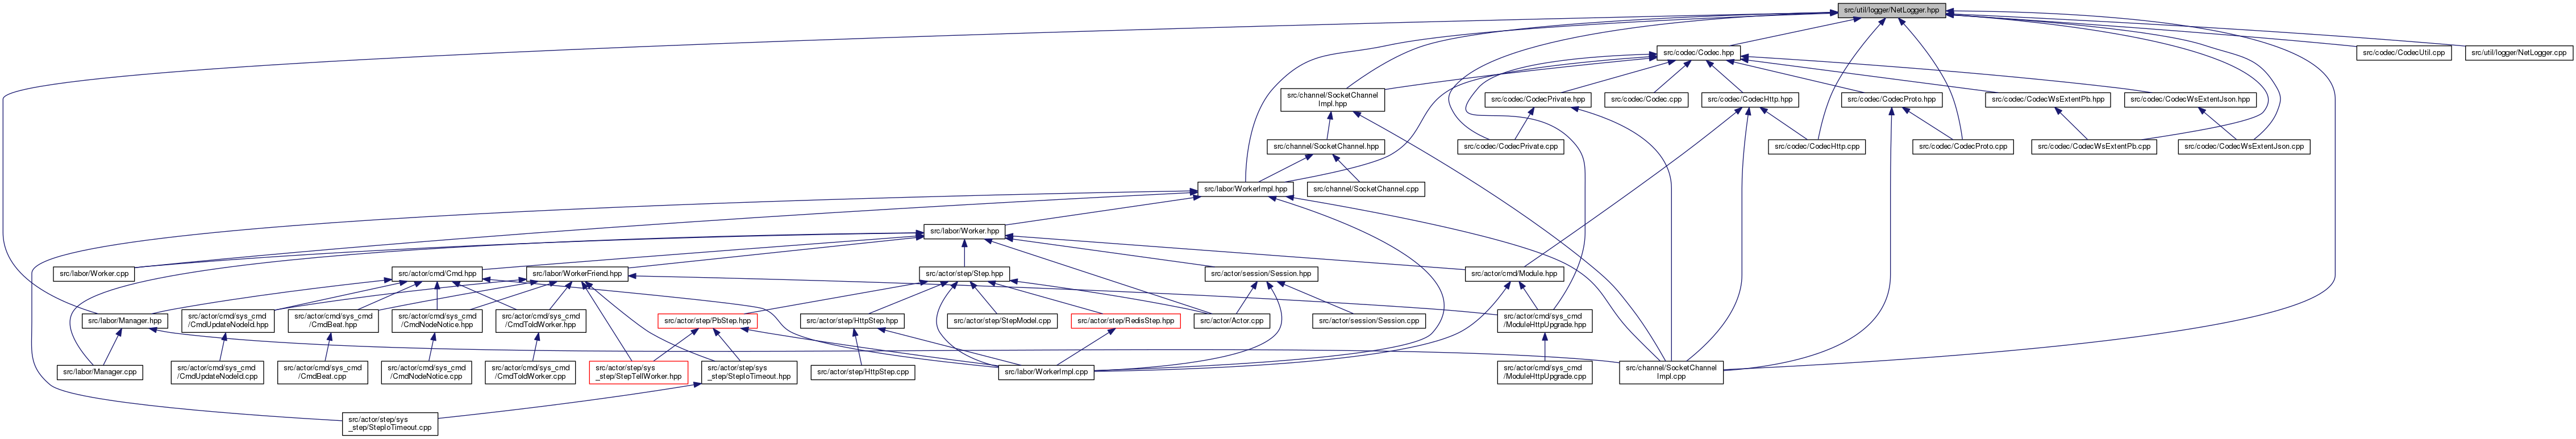 src/util/logger/NetLogger.hpp
src/codec/Codec.hpp
src/codec/CodecUtil.cpp
src/util/logger/NetLogger.cpp
src/channel/SocketChannel
Impl.hpp
src/codec/CodecPrivate.hpp
src/codec/Codec.cpp
src/codec/CodecHttp.hpp
src/codec/CodecProto.hpp
src/codec/CodecWsExtentPb.hpp
src/codec/CodecWsExtentJson.hpp
src/channel/SocketChannel.hpp
src/codec/CodecPrivate.cpp
src/codec/CodecHttp.cpp
src/codec/CodecProto.cpp
src/codec/CodecWsExtentPb.cpp
src/codec/CodecWsExtentJson.cpp
src/labor/WorkerImpl.hpp
src/channel/SocketChannel.cpp
src/labor/Worker.hpp
src/labor/Worker.cpp
src/actor/cmd/Cmd.hpp
src/labor/WorkerFriend.hpp
src/actor/step/Step.hpp
src/actor/session/Session.hpp
src/actor/cmd/Module.hpp
src/labor/Manager.hpp
src/actor/cmd/sys_cmd
/CmdUpdateNodeId.hpp
src/actor/cmd/sys_cmd
/CmdBeat.hpp
src/actor/cmd/sys_cmd
/CmdNodeNotice.hpp
src/actor/cmd/sys_cmd
/CmdToldWorker.hpp
src/actor/step/PbStep.hpp
src/actor/step/HttpStep.hpp
src/actor/step/StepModel.cpp
src/actor/step/RedisStep.hpp
src/actor/Actor.cpp
src/actor/session/Session.cpp
src/actor/cmd/sys_cmd
/ModuleHttpUpgrade.hpp
src/labor/Manager.cpp
src/actor/cmd/sys_cmd
/CmdUpdateNodeId.cpp
src/actor/cmd/sys_cmd
/CmdBeat.cpp
src/actor/cmd/sys_cmd
/CmdNodeNotice.cpp
src/actor/cmd/sys_cmd
/CmdToldWorker.cpp
src/actor/step/sys
_step/StepTellWorker.hpp
src/actor/step/sys
_step/StepIoTimeout.hpp
src/actor/step/HttpStep.cpp
src/labor/WorkerImpl.cpp
src/actor/cmd/sys_cmd
/ModuleHttpUpgrade.cpp
src/channel/SocketChannel
Impl.cpp
src/actor/step/sys
_step/StepIoTimeout.cpp